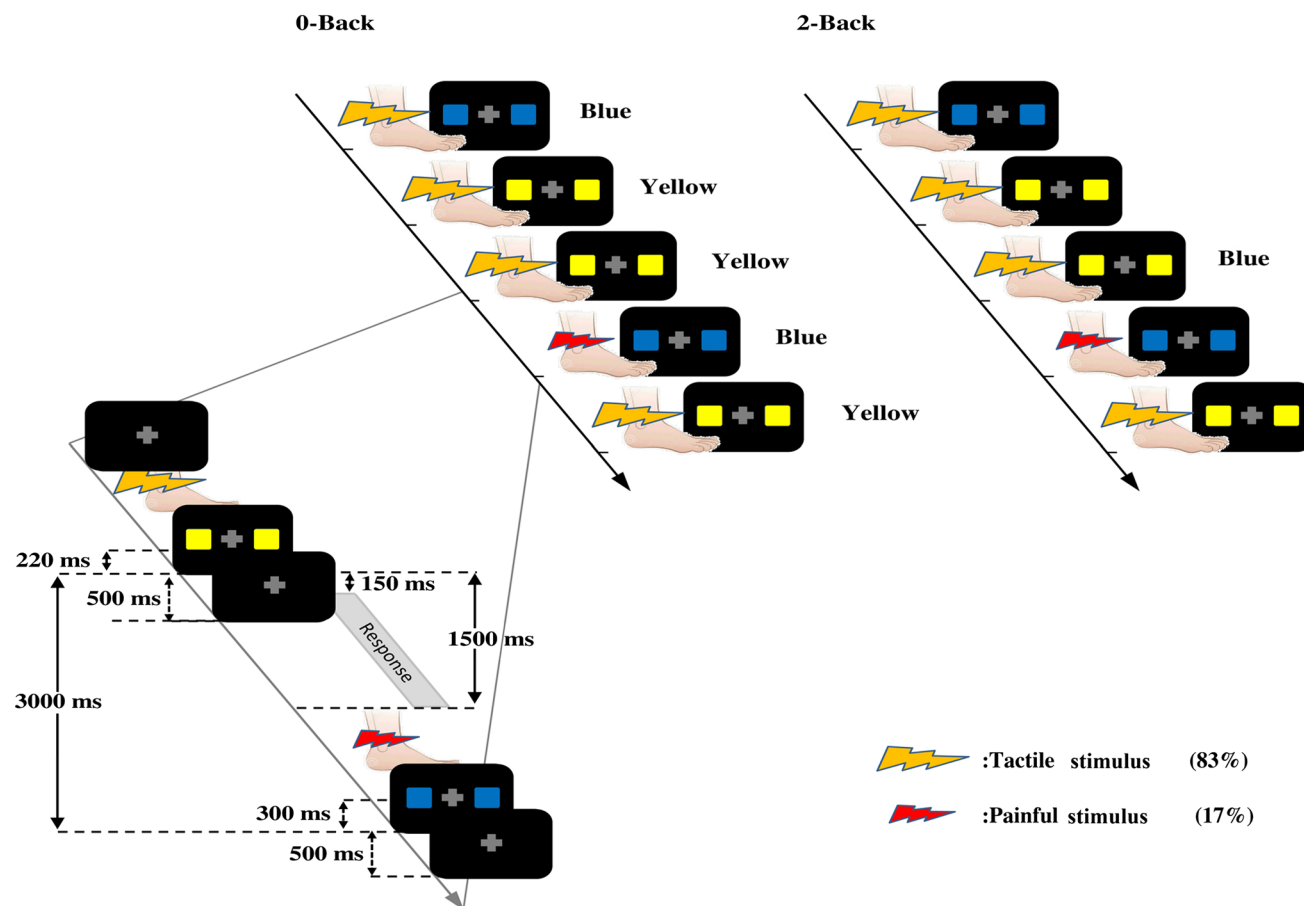 0-Back
2-Back
Blue
Yellow
Yellow
Blue
Blue
Yellow
220 ms
150 ms
500 ms
1500 ms
Response
3000 ms
300 ms
500 ms
:Tactile stimulus (83%)
:Painful stimulus (17%)